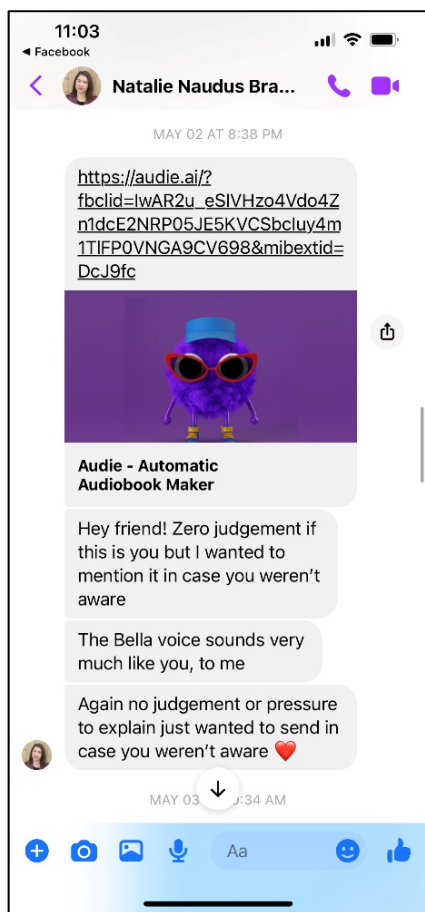 11:03
Facebook
Natalie Naudus Bra...
MAY 02 AT 8:38 PM
https://audie.ai/?
fbclid=IwAR2u_eSIVHzo4Vdo4Z
n1dcE2NRP05JE5KVCSbcIuy4m
1TlFP0VNGA9CV698&mibextid=
DcJ9fc
Audie - Automatic
Audiobook Maker
Hey friend! Zero judgement if
this is you but I wanted to
mention it in case you weren't
aware
The Bella voice sounds very
much like you, to me
Again no judgement or pressure
to explain just wanted to send in
case you weren't aware ❤️
MAY 03 :34 AM
Aa